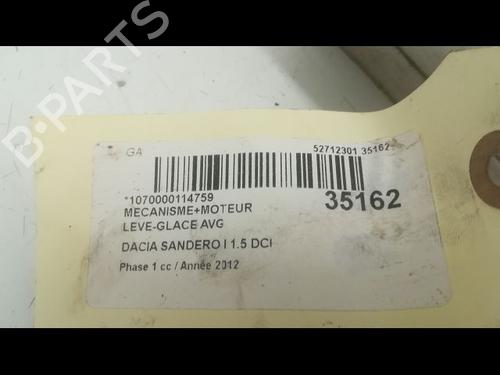 B-PARTS
GA
52712301 35162
*1070000114759
35162
MECANISME+MOTEUR
LEVE-GLACE AVG
DACIA SANDERO I 1.5 DCI
Phase 1 cc / Année 2012